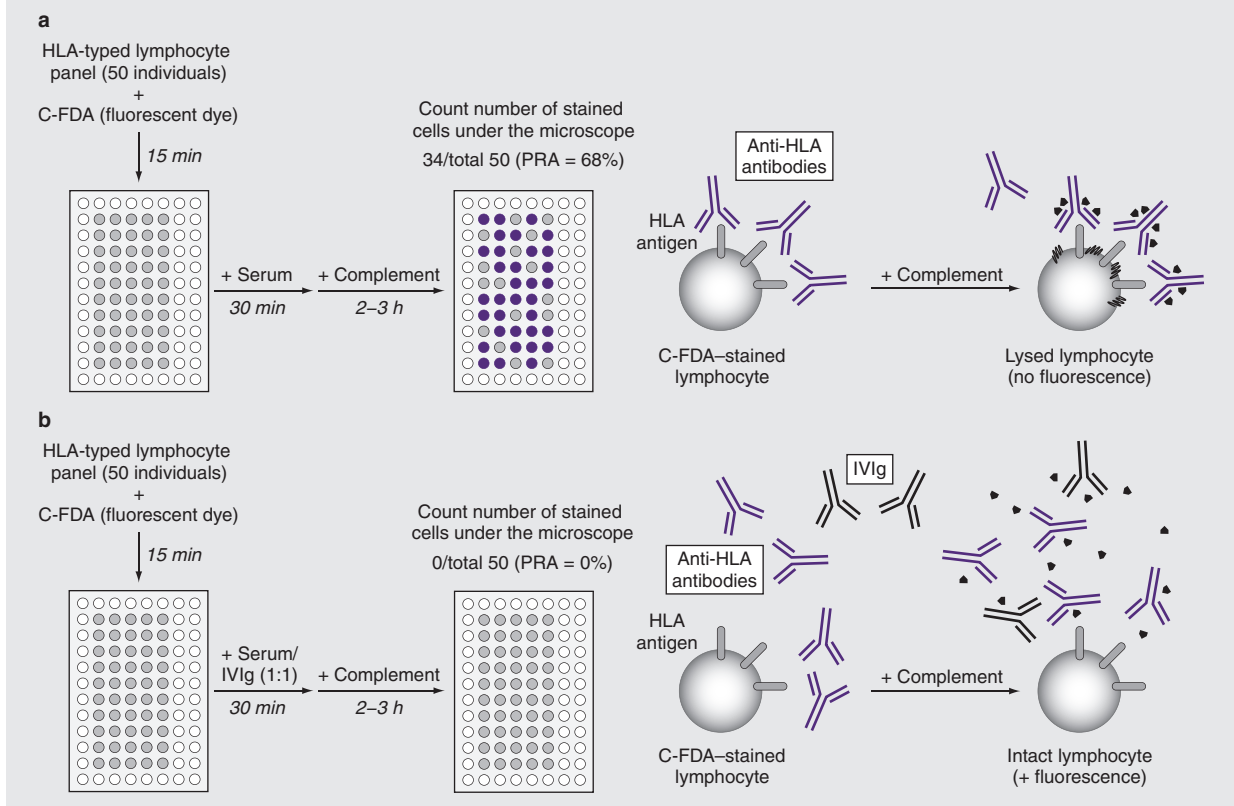 a
HLA-typed lymphocyte
panel (50 individuals)
+
C-FDA (fluorescent dye)
15 min
+ Serum
30 min
+ Complement
2–3 h
Count number of stained
cells under the microscope
34/total 50 (PRA = 68%)
Anti-HLA
antibodies
HLA
antigen
C-FDA–stained
lymphocyte
+ Complement
Lysed lymphocyte
(no fluorescence)
b
HLA-typed lymphocyte
panel (50 individuals)
+
C-FDA (fluorescent dye)
15 min
+ Serum/
IVIg (1:1)
30 min
+ Complement
2–3 h
Count number of stained
cells under the microscope
0/total 50 (PRA = 0%)
IVIg
Anti-HLA
antibodies
HLA
antigen
C-FDA–stained
lymphocyte
+ Complement
Intact lymphocyte
(+ fluorescence)